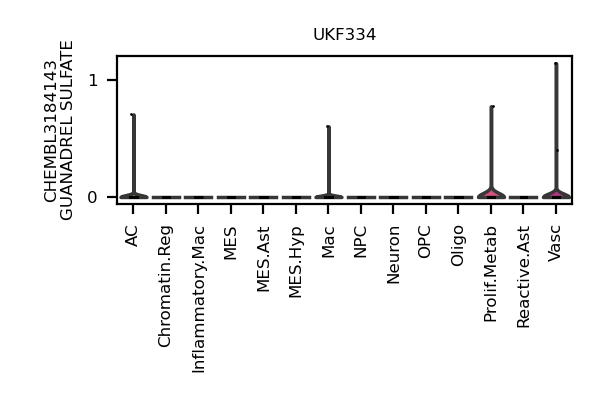 UKF334
CHEMBL3184143
GUANADREL SULFATE
1
0
AC
Chromatin.Reg
Inflammatory.Mac
MES
MES.Ast
MES.Hyp
Mac
NPC
Neuron
OPC
Oligo
Prolif.Metab
Reactive.Ast
Vasc